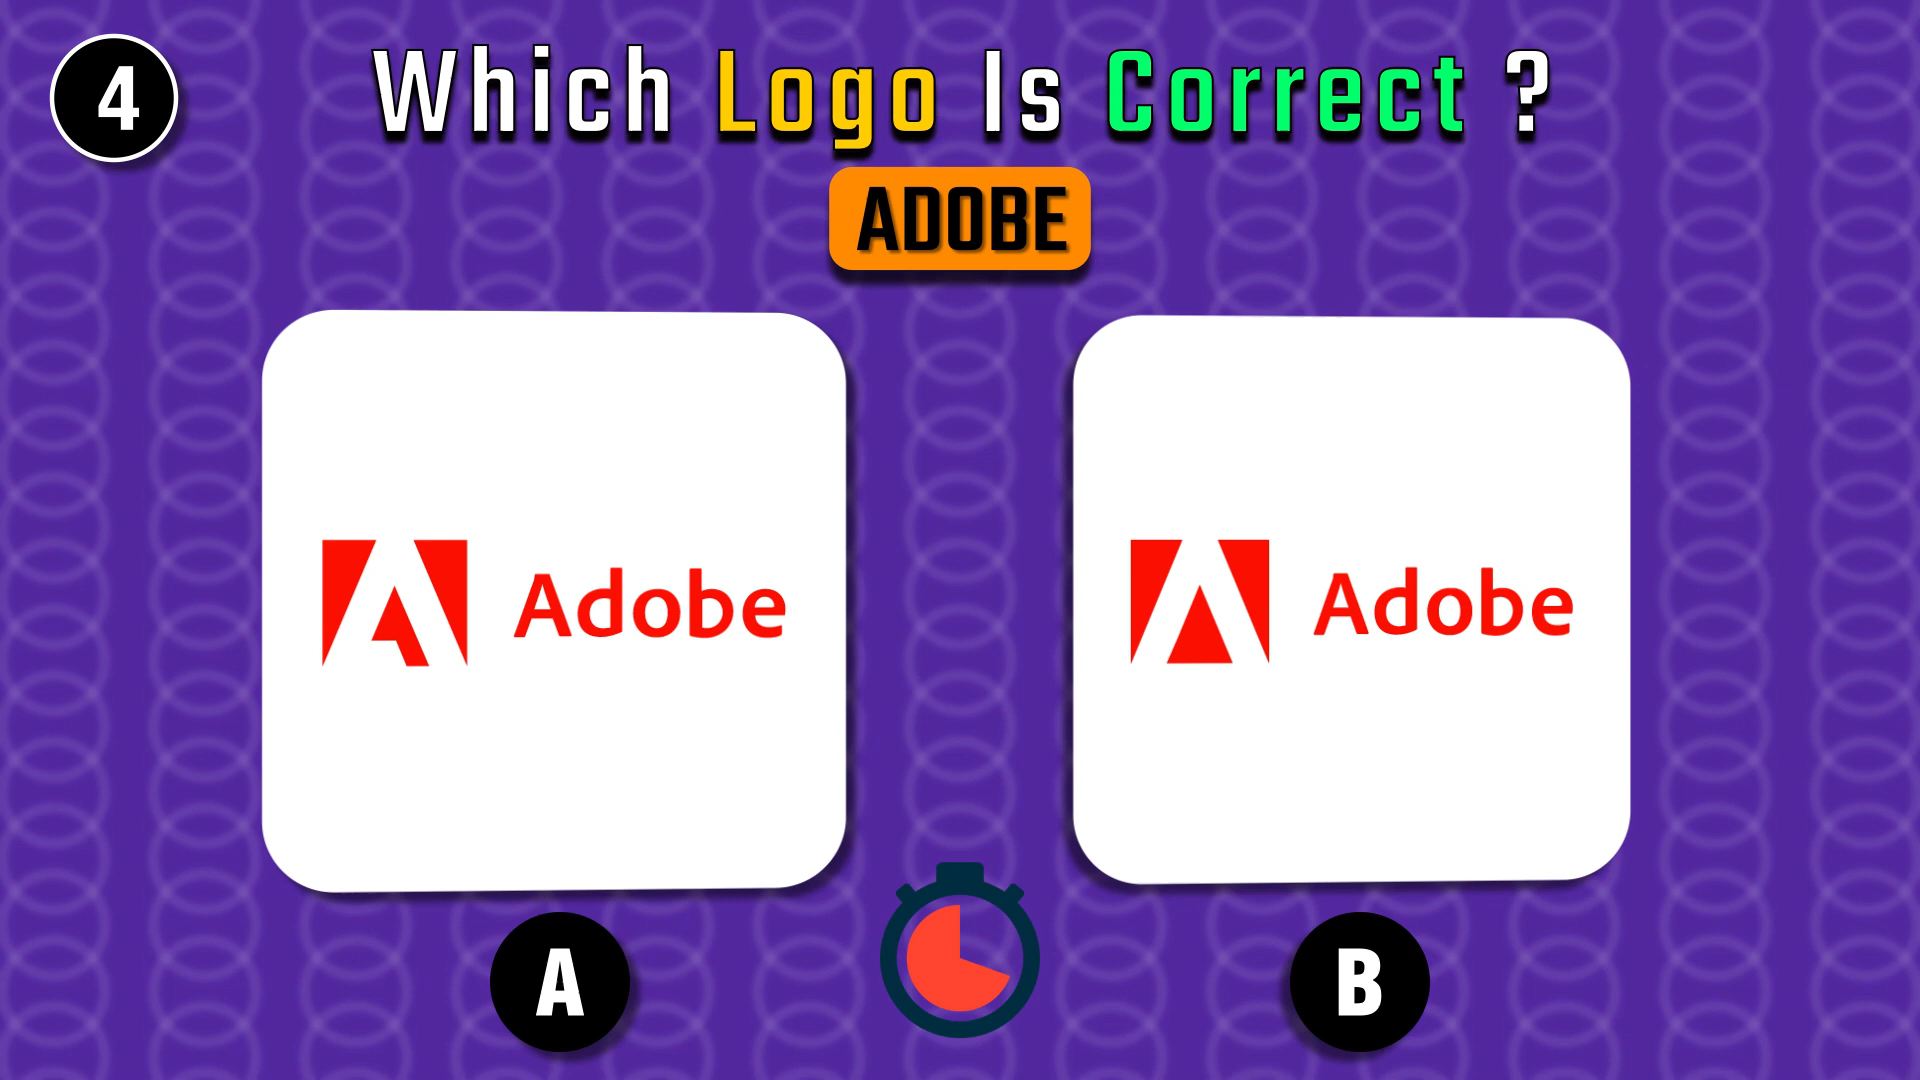 4
Which Logo Is Correct ?
ADOBE
Adobe
Adobe
A
B